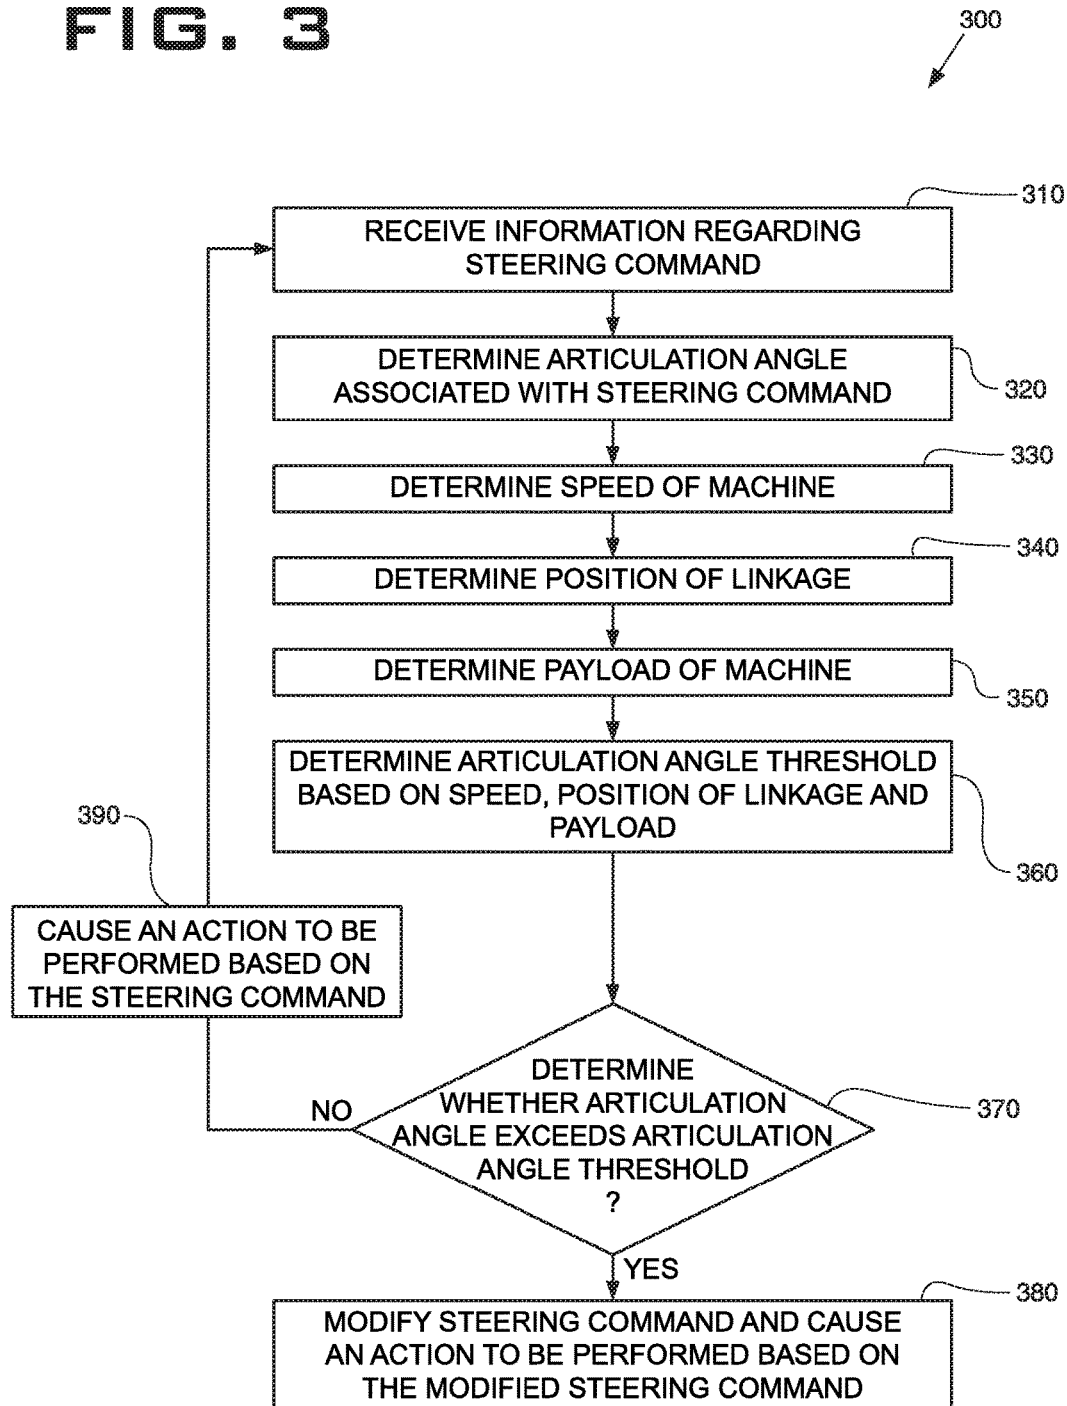 FIG. 3
300
310
RECEIVE INFORMATION REGARDING
STEERING COMMAND
DETERMINE ARTICULATION ANGLE
ASSOCIATED WITH STEERING COMMAND
320
330
DETERMINE SPEED OF MACHINE
340
DETERMINE POSITION OF LINKAGE
DETERMINE PAYLOAD OF MACHINE
350
DETERMINE ARTICULATION ANGLE THRESHOLD
BASED ON SPEED, POSITION OF LINKAGE AND
PAYLOAD
360
390
CAUSE AN ACTION TO BE
PERFORMED BASED ON
THE STEERING COMMAND
DETERMINE
WHETHER ARTICULATION
ANGLE EXCEEDS ARTICULATION
ANGLE THRESHOLD
?
370
NO
YES
380
MODIFY STEERING COMMAND AND CAUSE
AN ACTION TO BE PERFORMED BASED ON
THE MODIFIED STEERING COMMAND